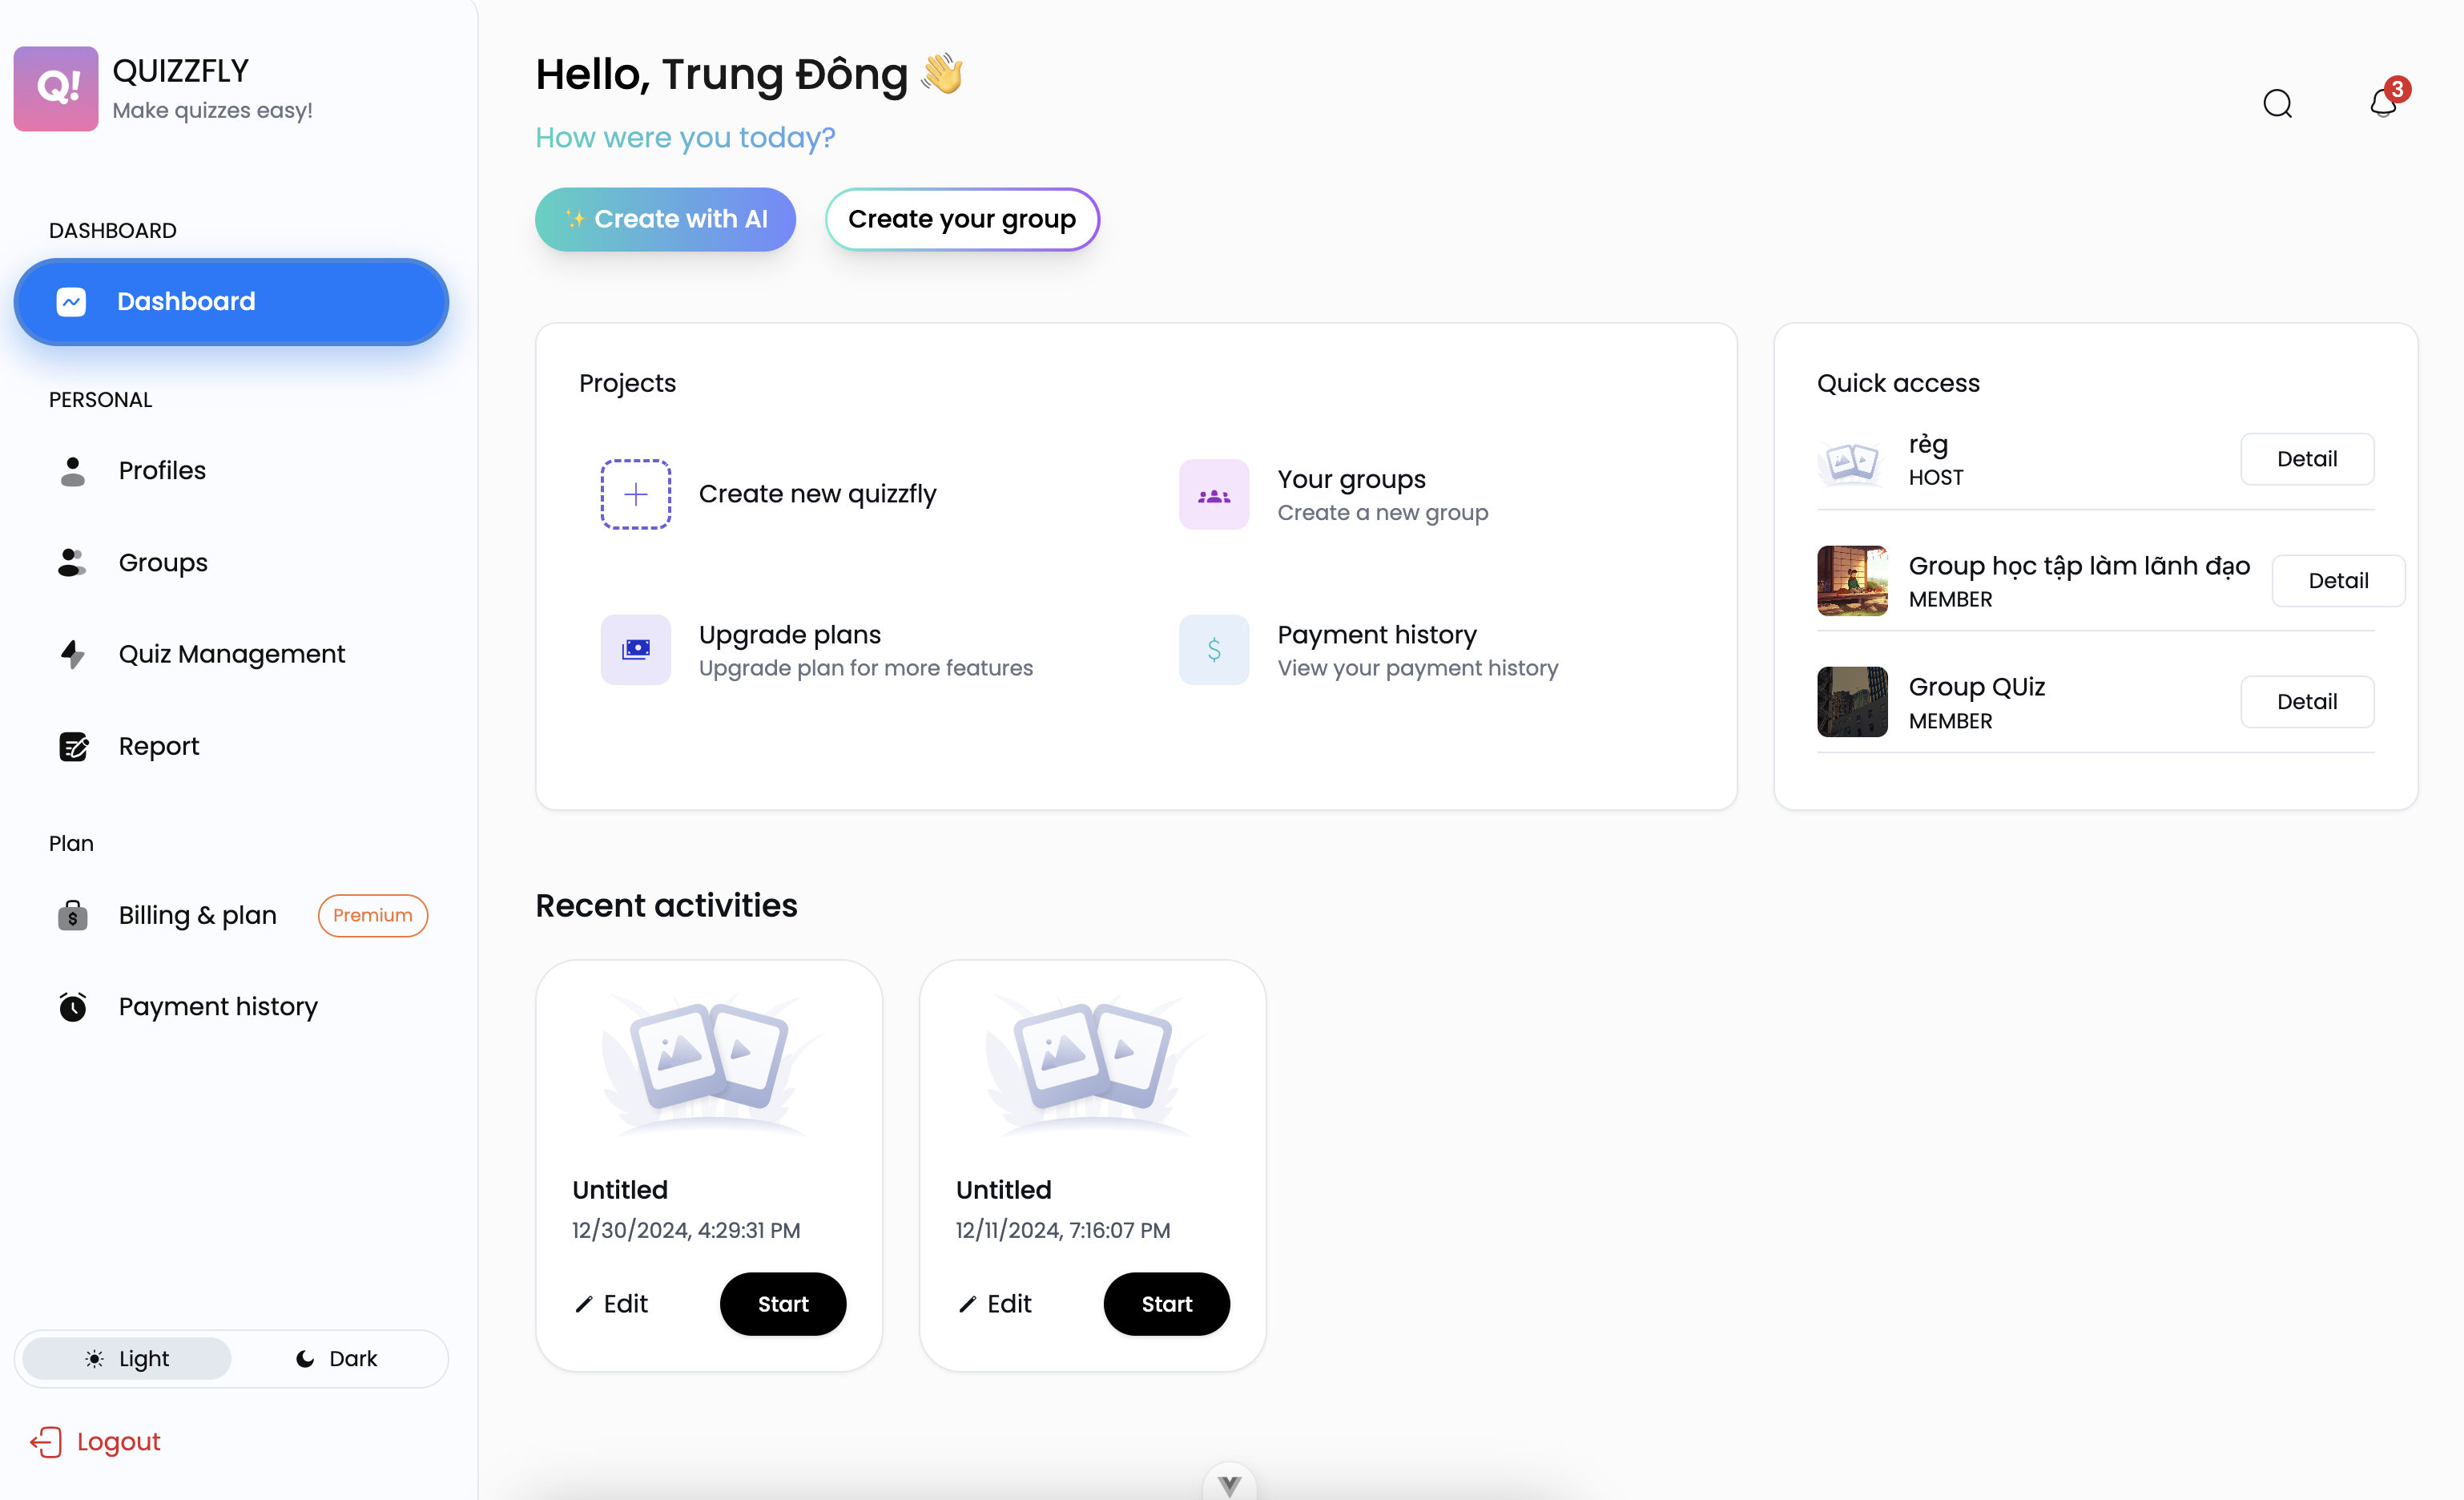 Q!
QUIZZFLY
Make quizzes easy!
DASHBOARD
Dashboard
PERSONAL
Profiles
Groups
Quiz Management
Report
Plan
Billing & plan
Premium
Payment history
Light
Dark
Logout
Hello, Trung Đông 👋
How were you today?
✨ Create with AI
Create your group
3
Projects
Create new quizzfly
Your groups
Create a new group
Upgrade plans
Upgrade plan for more features
Payment history
View your payment history
Quick access
rẻg
HOST
Detail
Group học tập làm lãnh đạo
MEMBER
Detail
Group QUiz
MEMBER
Detail
Recent activities
Untitled
12/30/2024, 4:29:31 PM
Edit
Start
Untitled
12/11/2024, 7:16:07 PM
Edit
Start